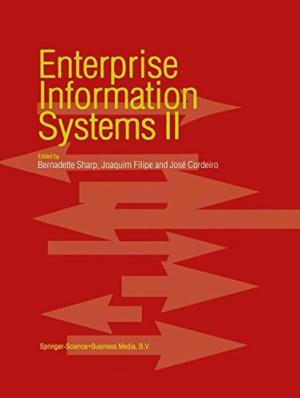 Enterprise
Information
Systems II
Edited by
Bernadette Sharp, Joaquim Filipe and José Cordeiro
Springer-Science+Business Media, B.V.